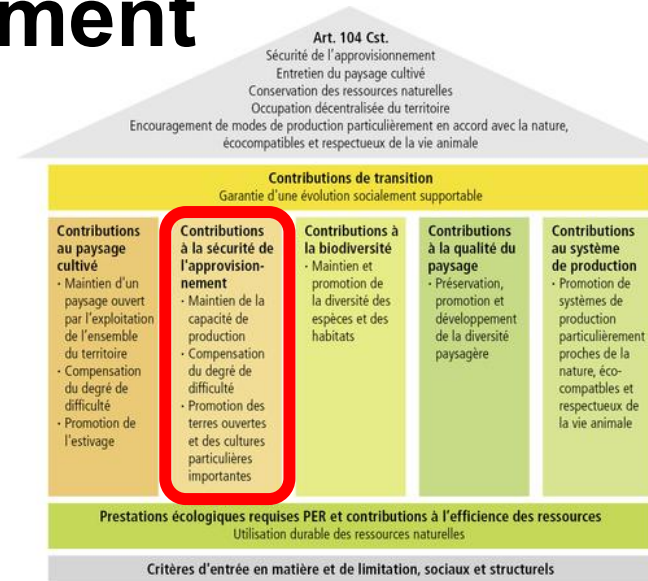 ment
Art. 104 Cst.
Sécurité de l'approvisionnement
Entretien du paysage cultivé
Conservation des ressources naturelles
Occupation décentralisée du territoire
Encouragement de modes de production particulièrement en accord avec la nature,
écocompatibles et respectueux de la vie animale
Contributions de transition
Garantie d'une évolution socialement supportable
Contributions
au paysage
cultivé
· Maintien d'un
paysage ouvert
par l'exploitation
de l'ensemble
du territoire
· Compensation
du degré de
difficulté
· Promotion de
l'estivage
Contributions
à la sécurité de
l'approvision-
nement
· Maintien de la
capacité de
production
· Compensation
du degré de
difficulté
· Promotion des
terres ouvertes
et des cultures
particulières
importantes
Contributions à
la biodiversité
· Maintien et
promotion de
la diversité des
espèces et des
habitats
Contributions
à la qualité du
paysage
· Préservation,
promotion et
développement
de la diversité
paysagère
Contributions
au système
de production
· Promotion de
systèmes de
production
particulièrement
proches de la
nature, éco-
compatbles et
respectueux de
la vie animale
Prestations écologiques requises PER et contributions à l'efficience des ressources
Utilisation durable des ressources naturelles
Critères d'entrée en matière et de limitation, sociaux et structurels